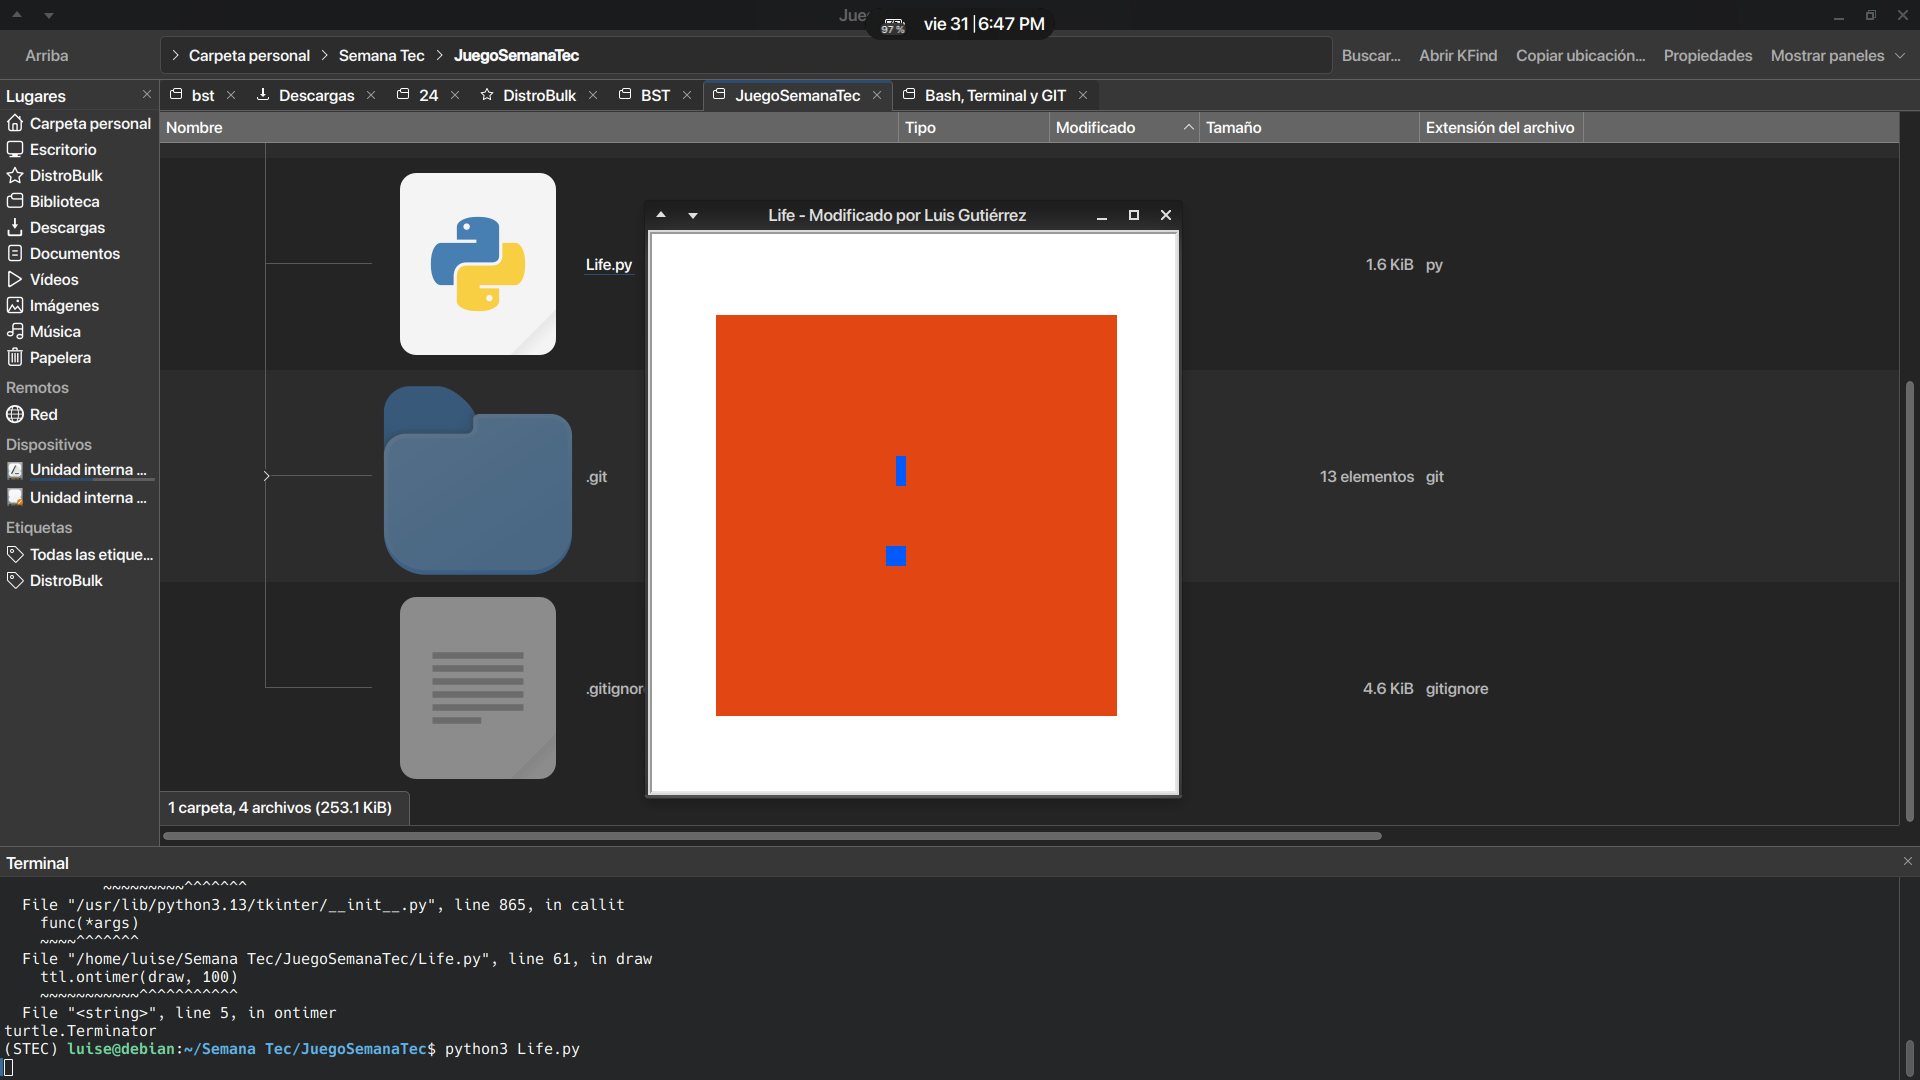 Jue
97 %
vie 31|6:47 PM
Arriba
Carpeta personal
Semana Tec
JuegoSemanaTec
Buscar...
Abrir KFind
Copiar ubicación...
Propiedades
Mostrar paneles
Lugares
bst
Descargas
24
DistroBulk
BST
JuegoSemanaTec
Bash, Terminal y GIT
Nombre
Tipo
Modificado
Tamaño
Extensión del archivo
Carpeta personal
Escritorio
DistroBulk
Biblioteca
Descargas
Documentos
Vídeos
Imágenes
Música
Papelera
Remotos
Red
Dispositivos
Unidad interna ...
Unidad interna ...
Etiquetas
Todas las etique...
DistroBulk
Life.py
1.6 KiB
py
.git
13 elementos
git
.gitignor
4.6 KiB
gitignore
Life - Modificado por Luis Gutiérrez
1 carpeta, 4 archivos (253.1 KiB)
Terminal
~~~~~~~~~^^^^^^^
File "/usr/lib/python3.13/tkinter/__init__.py", line 865, in callit
func(*args)
~~~~^^^^^^^
File "/home/luise/Semana Tec/JuegoSemanaTec/Life.py", line 61, in draw
ttl.ontimer(draw, 100)
~~~~~~~~~~~^^^^^^^^^^^
File "<string>", line 5, in ontimer
turtle.Terminator
(STEC) luise@debian:~/Semana Tec/JuegoSemanaTec$ python3 Life.py